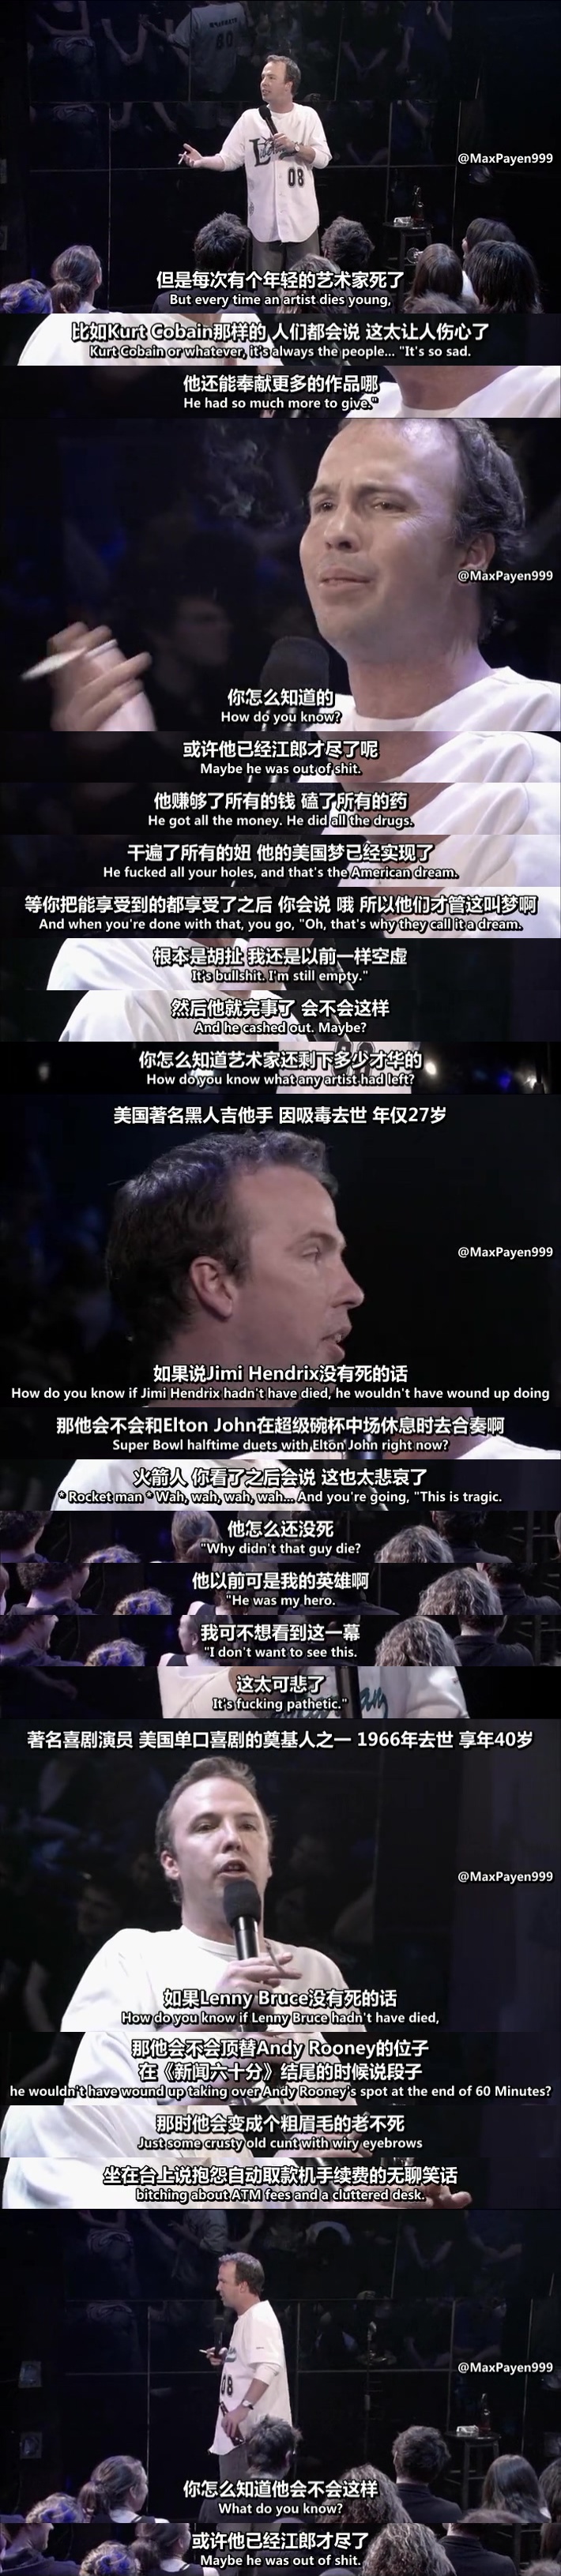 08
@MaxPayen999
但是每次有个年轻的艺术家死了
But every time an artist dies young,
比如Kurt Cobain那样的 人们都会说 这太让人伤心了
Kurt Cobain or whatever, it's always the people... "It's so sad.
他还能奉献更多的作品哪
He had so much more to give."
@MaxPayen999
你怎么知道的
How do you know?
或许他已经江郎才尽了呢
Maybe he was out of shit.
他赚够了所有的钱 磕了所有的药
He got all the money. He did all the drugs.
干遍了所有的妞 他的美国梦已经实现了
He fucked all your holes, and that's the American dream.
等你把能享受到的都享受了之后 你会说 哦 所以他们才管这叫梦啊
And when you're done with that, you go, "Oh, that's why they call it a dream.
根本是胡扯 我还是以前一样空虚
It's bullshit. I'm still empty."
然后他就完事了 会不会这样
And he cashed out. Maybe?
你怎么知道艺术家还剩下多少才华的
How do you know what any artist had left?
美国著名黑人吉他手 因吸毒去世 年仅27岁
@MaxPayen999
如果说Jimi Hendrix没有死的话
How do you know if Jimi Hendrix hadn't have died, he wouldn't have wound up doing
那他会不会和Elton John在超级碗杯中场休息时去合奏啊
Super Bowl halftime duets with Elton John right now?
火箭人 你看了之后会说 这也太悲哀了
* Rocket man * Wah, wah, wah, wah... And you're going, "This is tragic.
他怎么还没死
"Why didn't that guy die?
他以前可是我的英雄啊
"He was my hero.
我可不想看到这一幕
"I don't want to see this.
这太可悲了
It's fucking pathetic."
著名喜剧演员 美国单口喜剧的奠基人之一 1966年去世 享年40岁
@MaxPayen999
如果Lenny Bruce没有死的话
How do you know if Lenny Bruce hadn't have died,
那他会不会顶替Andy Rooney的位子
在《新闻六十分》结尾的时候说段子
he wouldn't have wound up taking over Andy Rooney's spot at the end of 60 Minutes?
那时他会变成个粗眉毛的老不死
Just some crusty old cunt with wiry eyebrows
坐在台上说抱怨自动取款机手续费的无聊笑话
bitching about ATM fees and a cluttered desk.
08
@MaxPayen999
你怎么知道他会不会这样
What do you know?
或许他已经江郎才尽了
Maybe he was out of shit.